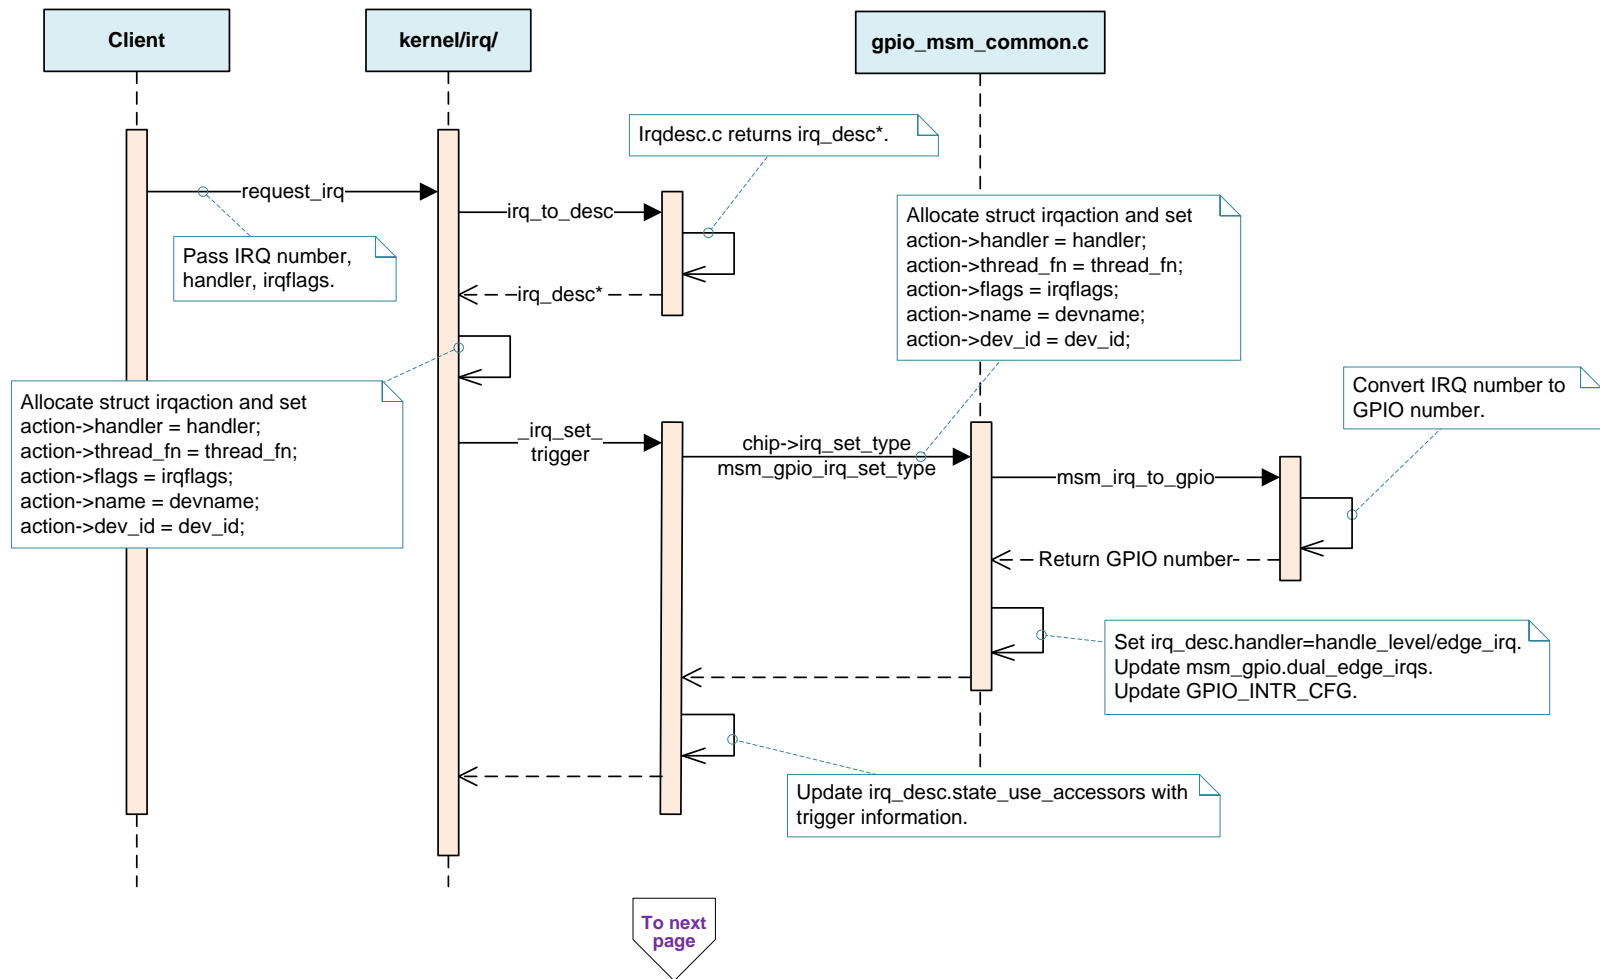 Client
kernel/irq/
gpio_msm_common.c
Irqdesc.c returns irq_desc*.
request_irq
Pass IRQ number,
handler, irqflags.
irq_to_desc
irq_desc*
Allocate struct irqaction and set
action->handler = handler;
action->thread_fn = thread_fn;
action->flags = irqflags;
action->name = devname;
action->dev_id = dev_id;
Allocate struct irqaction and set
action->handler = handler;
action->thread_fn = thread_fn;
action->flags = irqflags;
action->name = devname;
action->dev_id = dev_id;
Convert IRQ number to
GPIO number.
_irq_set_
trigger
chip->irq_set_type
msm_gpio_irq_set_type
msm_irq_to_gpio
Return GPIO number
Set irq_desc.handler=handle_level/edge_irq.
Update msm_gpio.dual_edge_irqs.
Update GPIO_INTR_CFG.
Update irq_desc.state_use_accessors with
trigger information.
To next
page